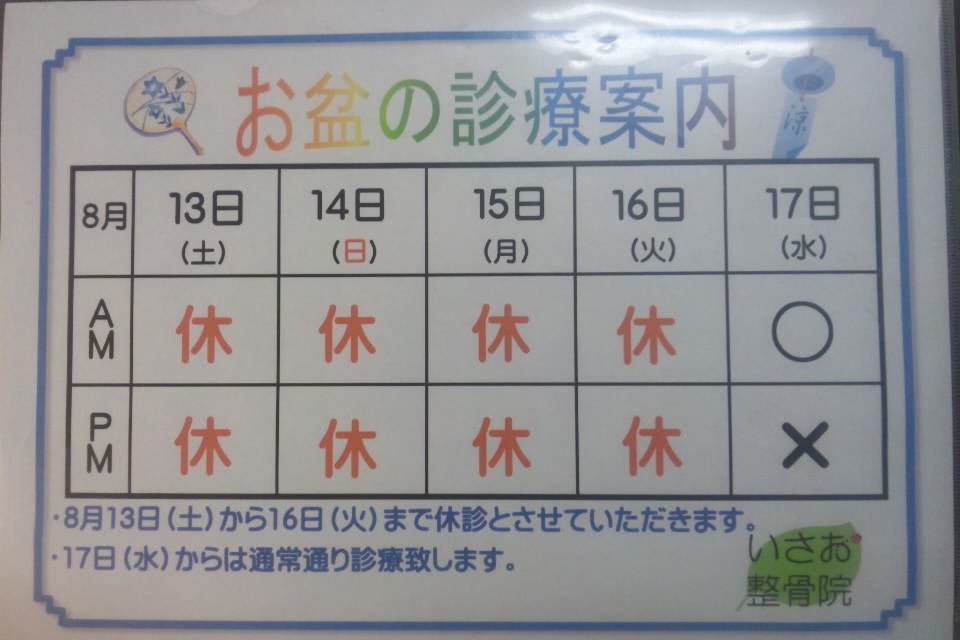 お盆の診療案内
涼
8月 13日 14日 15日 16日 17日
(土) (日) (月) (火) (水)
AM 休 休 休 休 ○
PM 休 休 休 休 ×
・8月13日(土)から16日(火)まで休診とさせていただきます。
・17日(水)からは通常通り診療致します。
いさお
整骨院